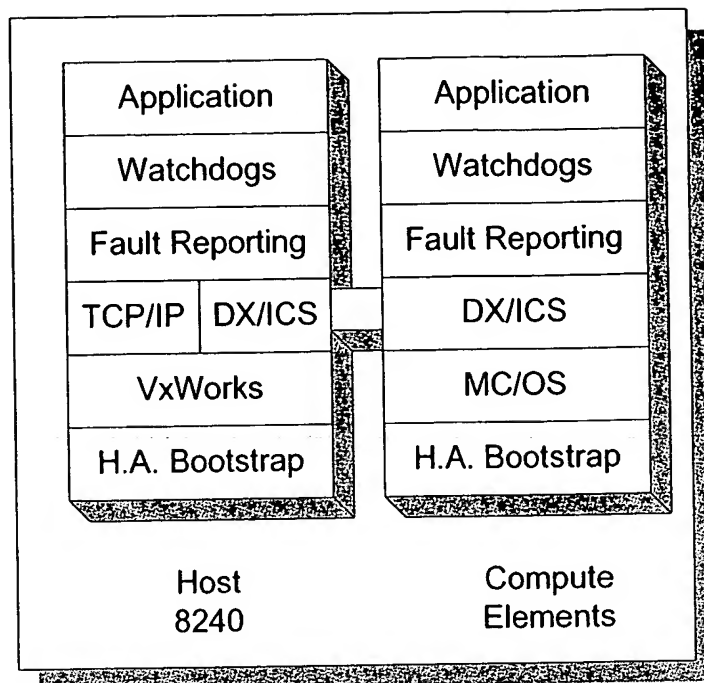 Application
Watchdogs
Fault Reporting
TCP/IP DX/ICS
VxWorks
H.A. Bootstrap
Host
8240
Application
Watchdogs
Fault Reporting
DX/ICS
MC/OS
H.A. Bootstrap
Compute
Elements